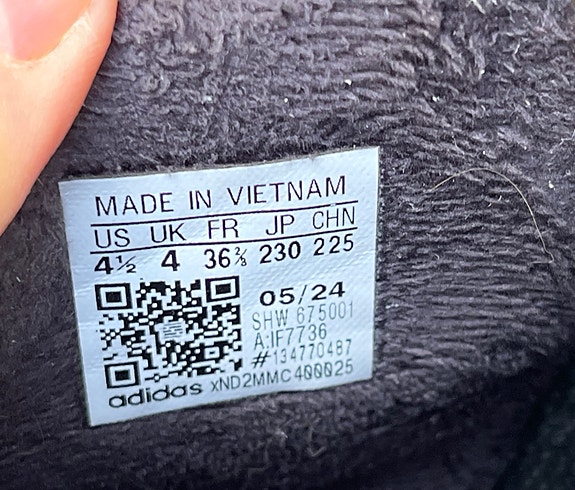 MADE IN VIETNAM
US UK FR JP CHN
4½ 4 36⅔ 230 225
05/24
SHW 675001
A:IF7736
#134770487
adidas xND2MMC400025